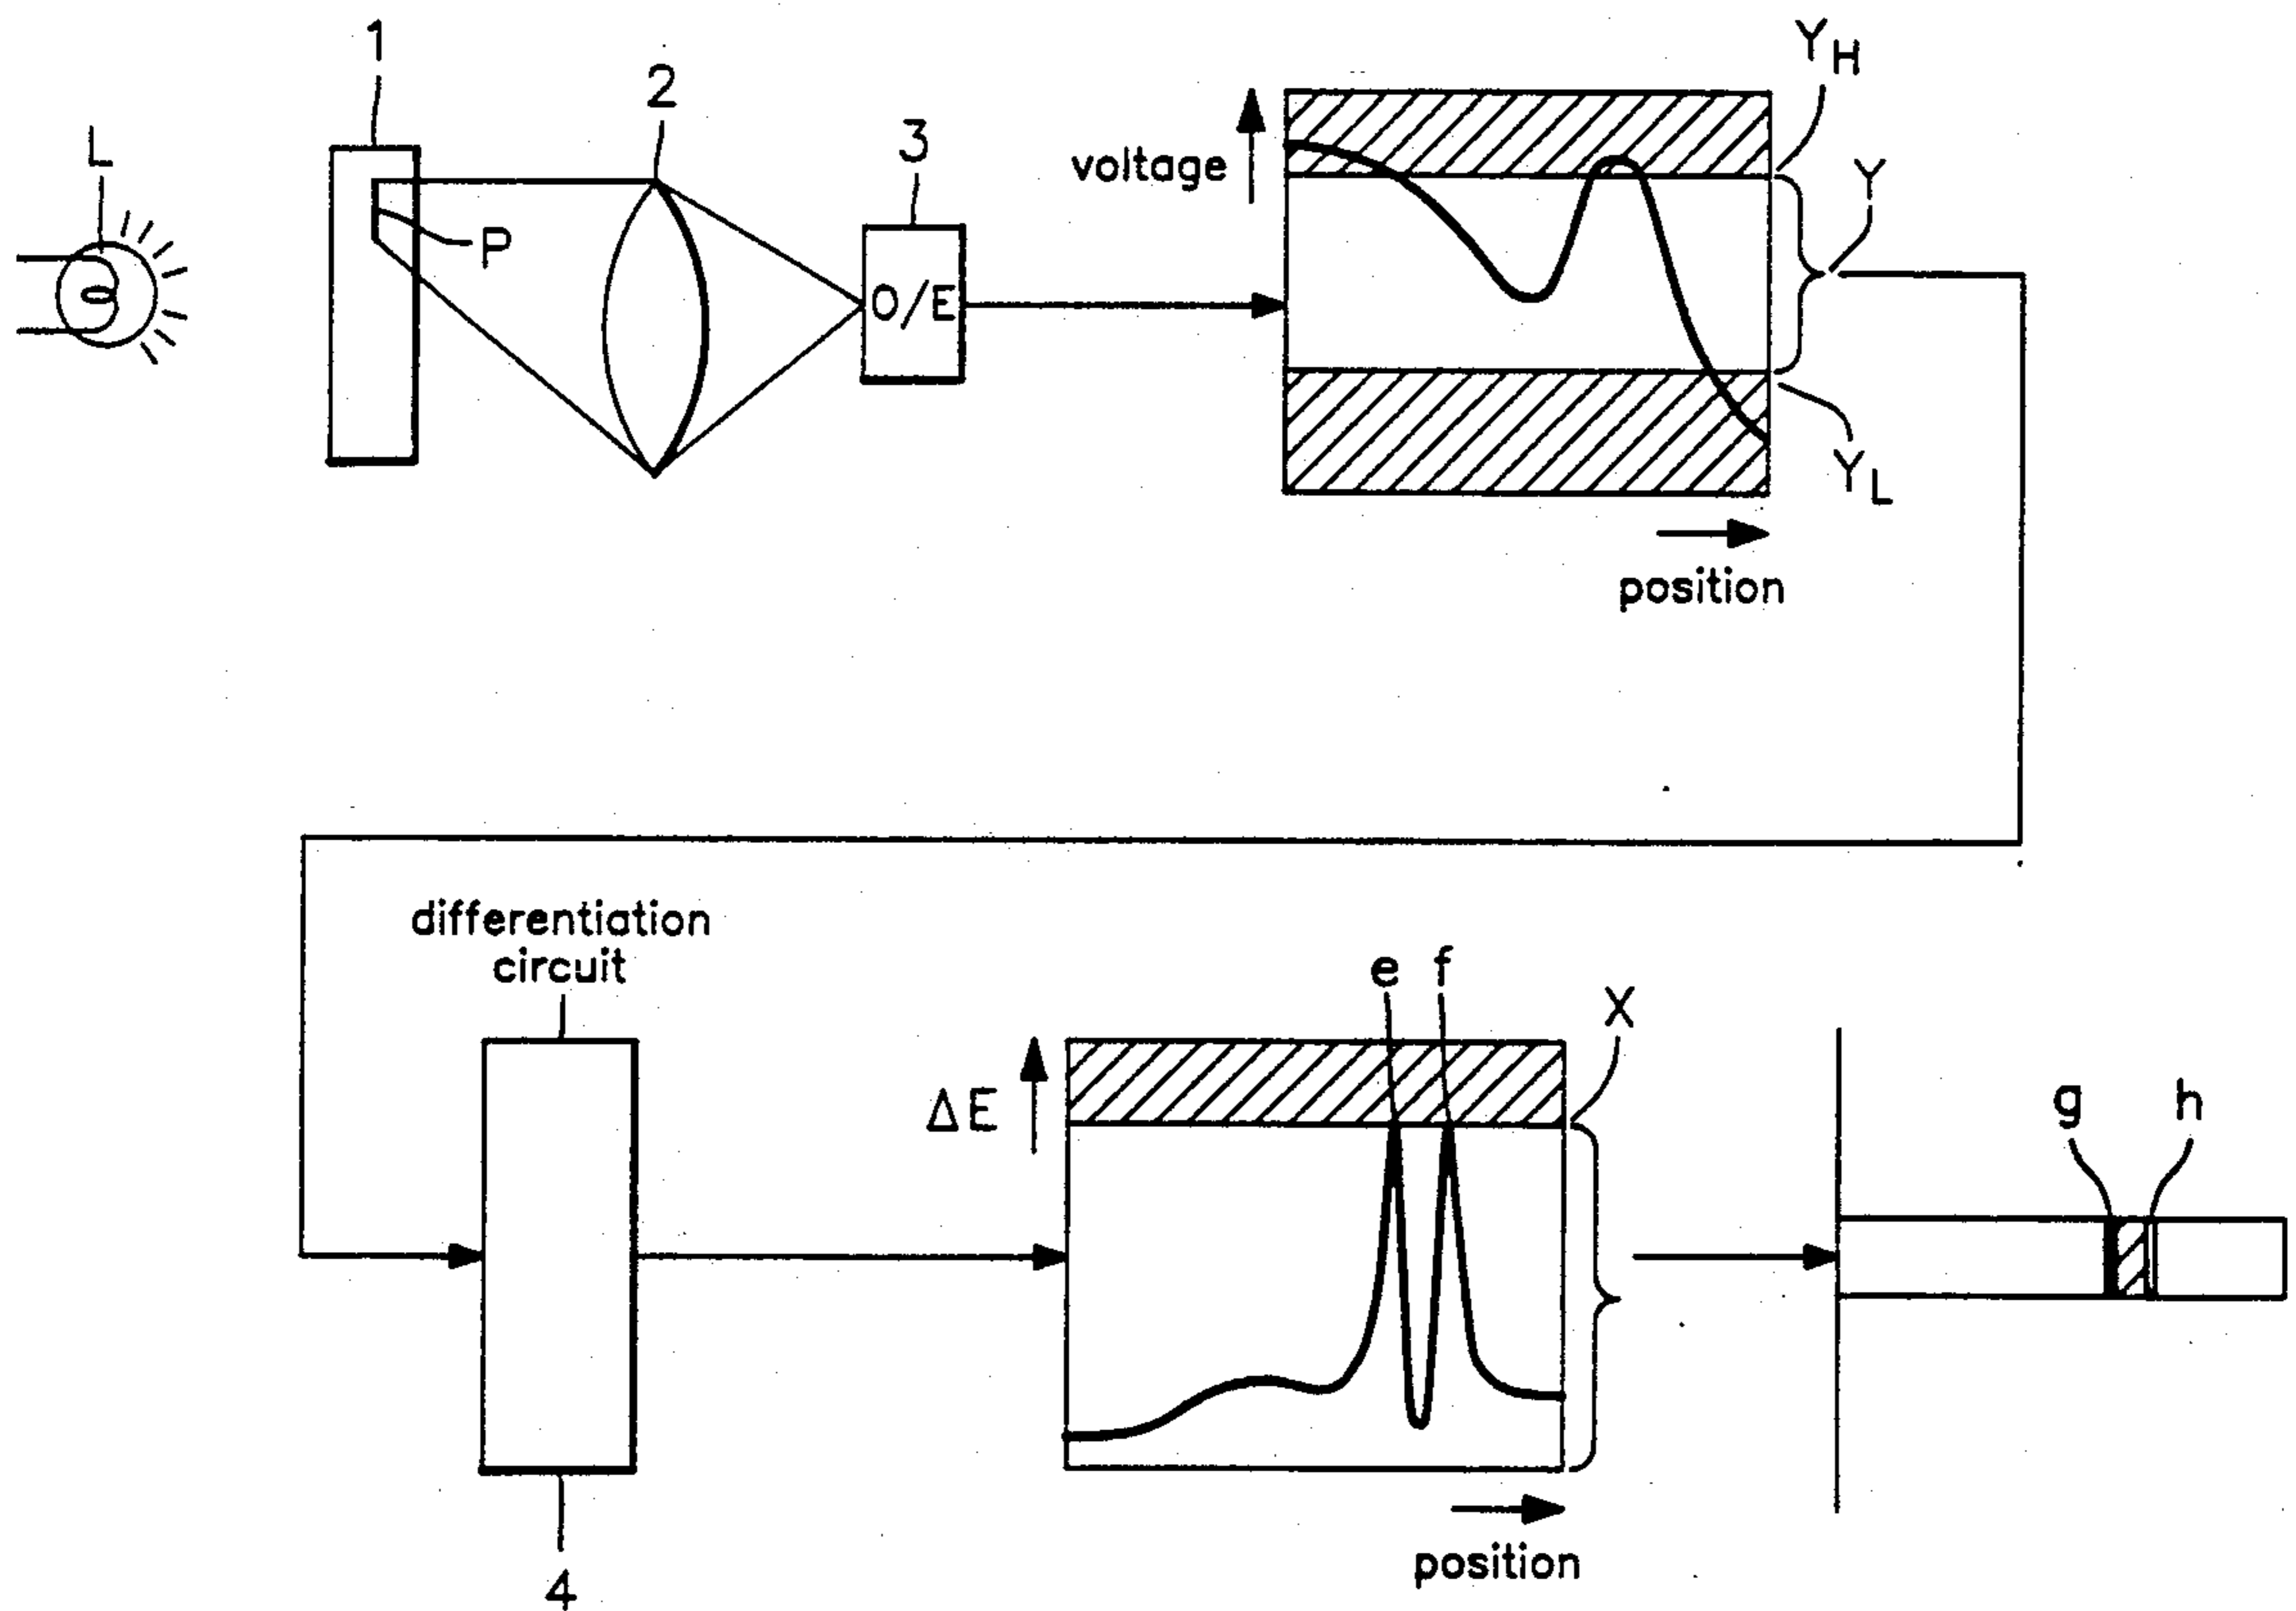 1
2
3
L
P
O/E
voltage
Y_H
Y
Y_L
position
differentiation
circuit
4
ΔE
e f
X
position
g h